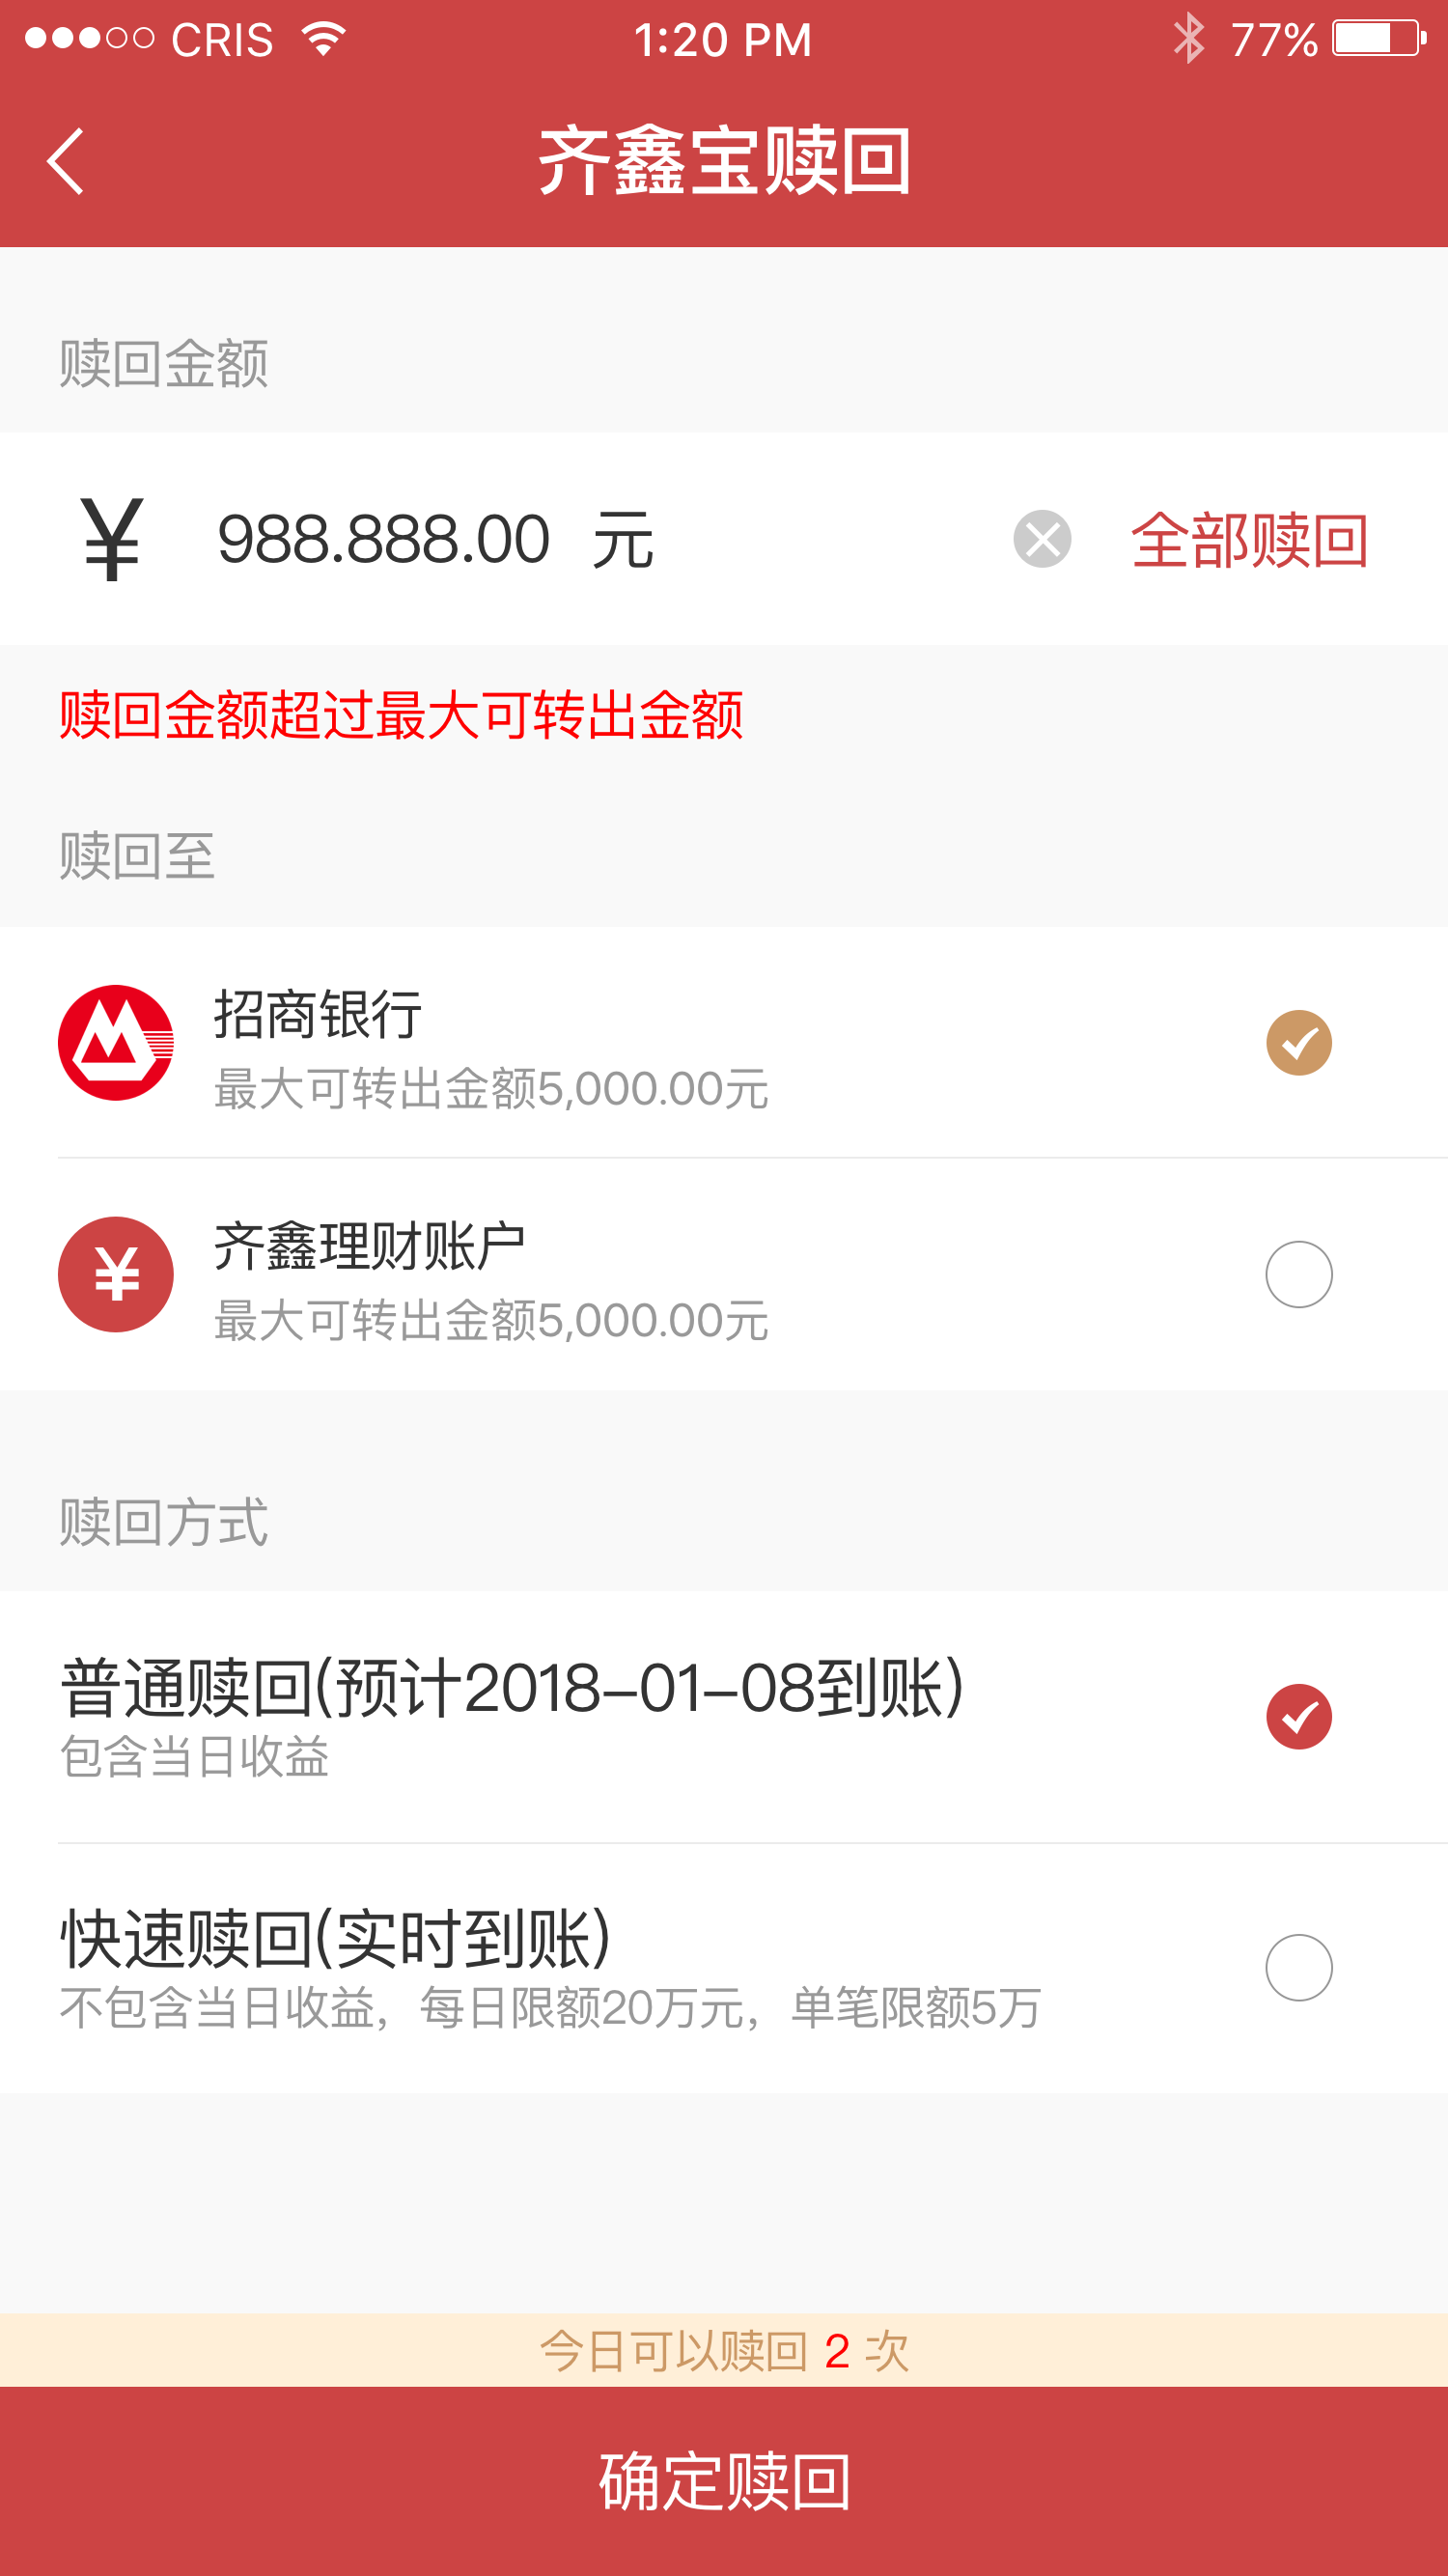 CRIS 1:20 PM 77%
齐鑫宝赎回
赎回金额
¥ 988.888.00 元 全部赎回
赎回金额超过最大可转出金额
赎回至
招商银行
最大可转出金额5,000.00元
¥
齐鑫理财账户
最大可转出金额5,000.00元
赎回方式
普通赎回(预计2018-01-08到账)
包含当日收益
快速赎回(实时到账)
不包含当日收益，每日限额20万元，单笔限额5万
今日可以赎回 2 次
确定赎回